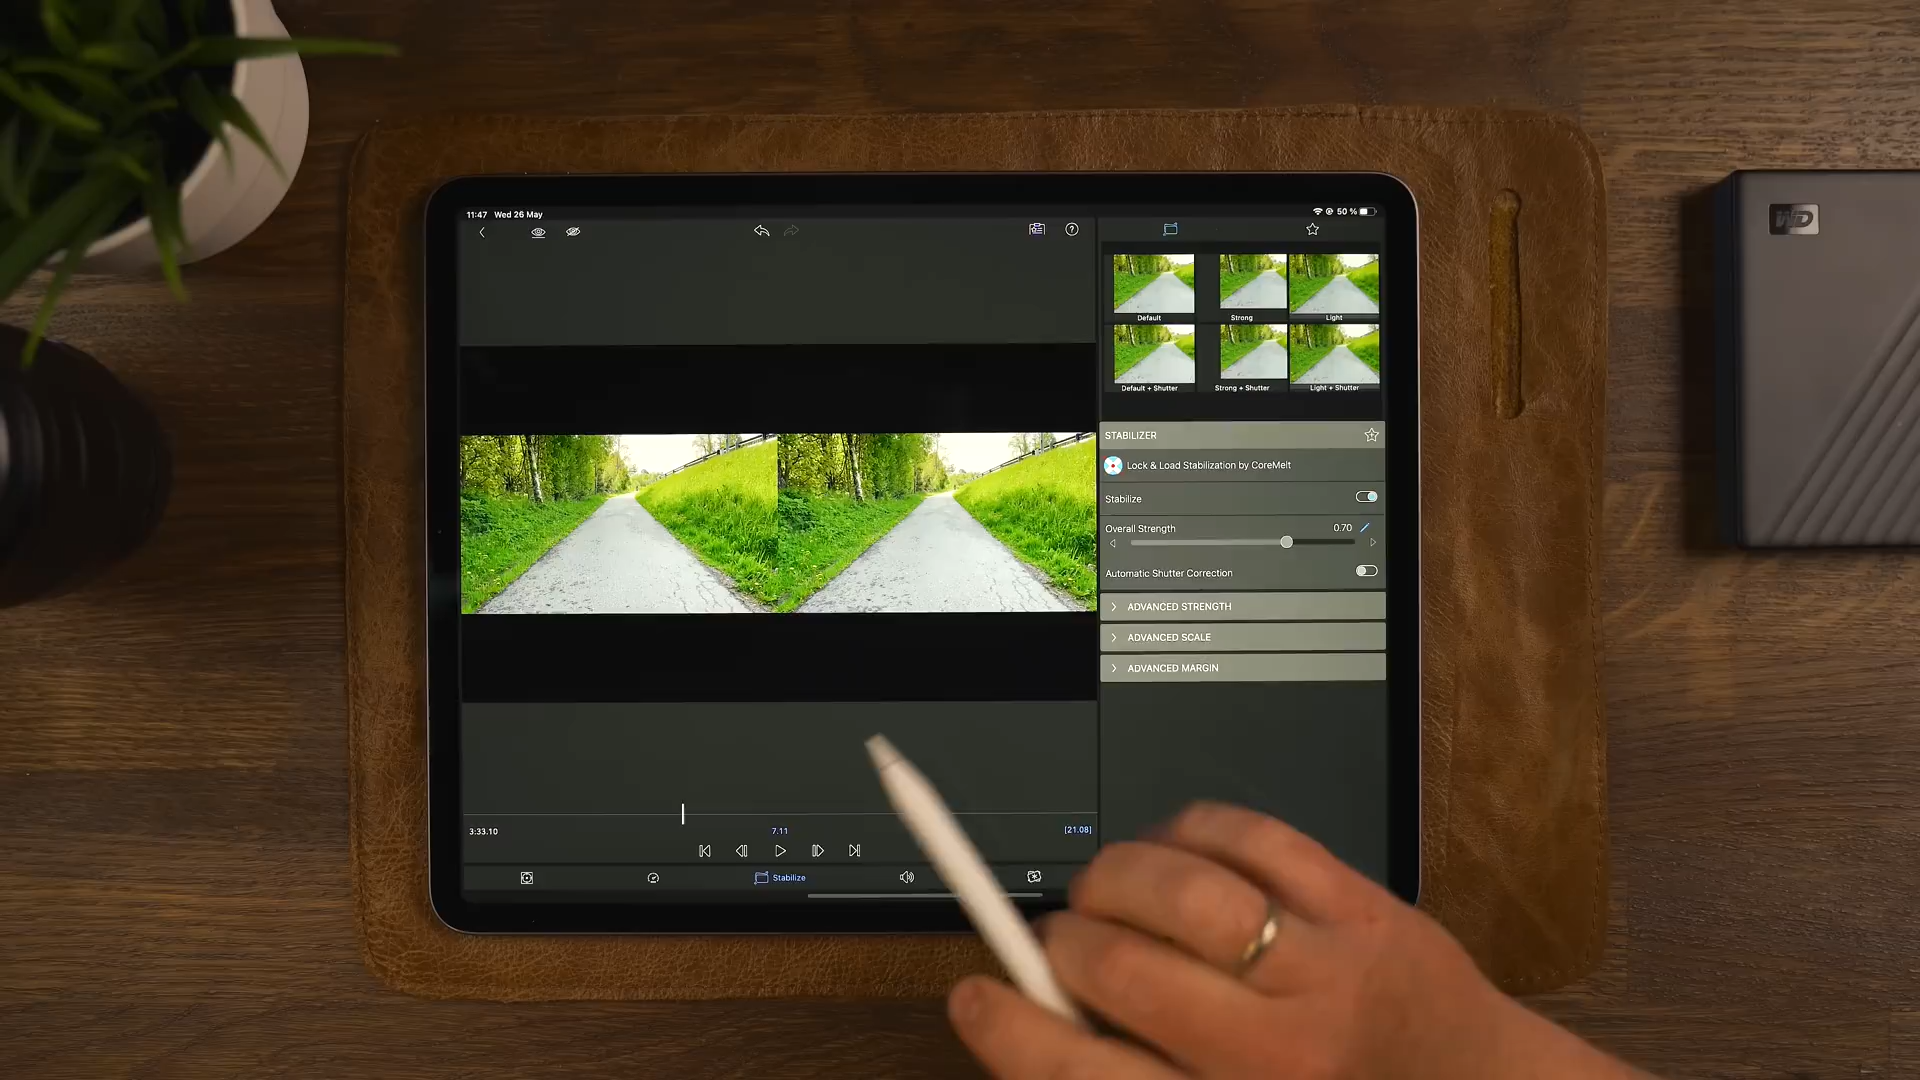 11:47 Wed 26 May
50 %
Default
Strong
Light
Default + Shutter
Strong + Shutter
Light + Shutter
STABILIZER
Lock & Load Stabilization by CoreMelt
Stabilize
Overall Strength
0.70
Automatic Shutter Correction
ADVANCED STRENGTH
ADVANCED SCALE
ADVANCED MARGIN
3:33.10
7.11
[21.08]
Stabilize
WD